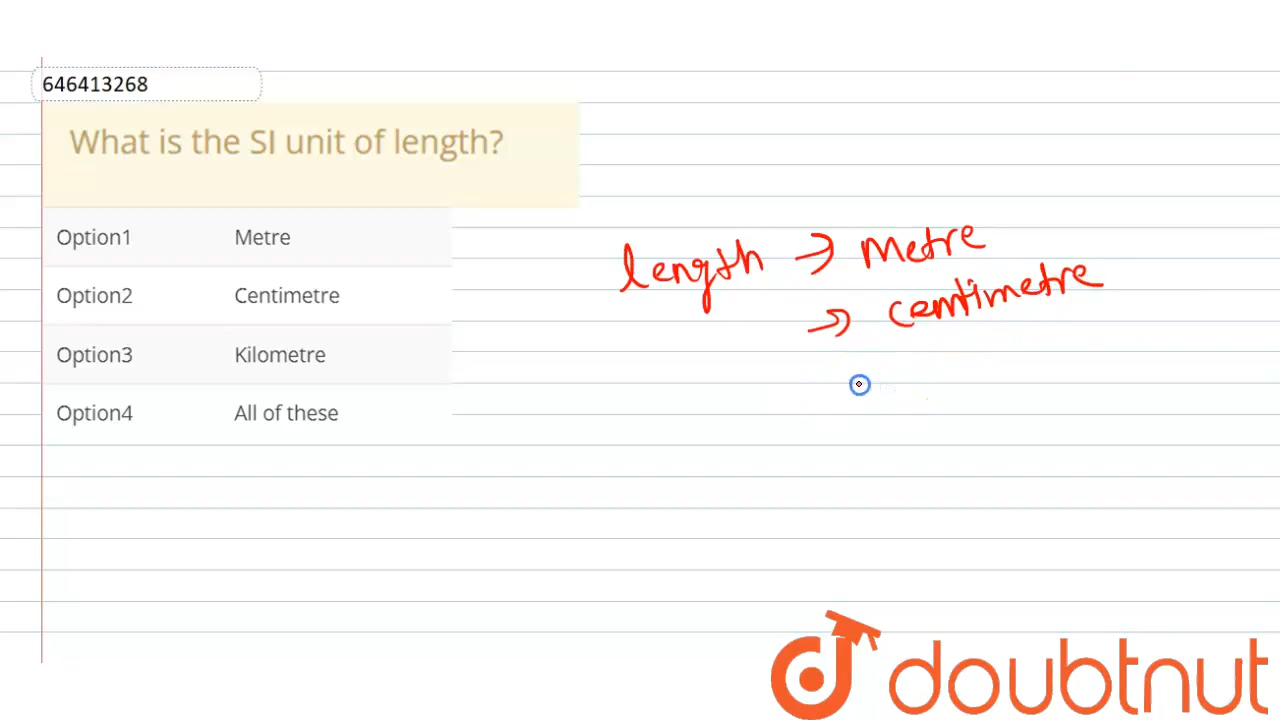 646413268
What is the SI unit of length?
Option1 Metre
Option2 Centimetre
Option3 Kilometre
Option4 All of these
length → Metre
→ centimetre
doubtnut